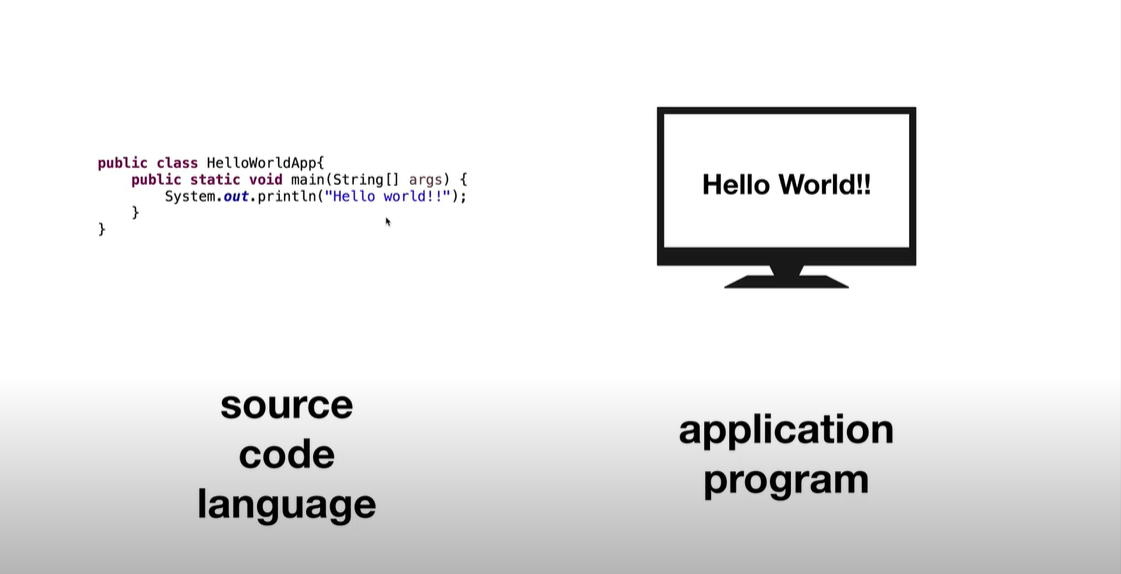 public class HelloWorldApp{
public static void main(String[] args) {
System.out.println("Hello world!!");
}
}
Hello World!!
source
code
language
application
program